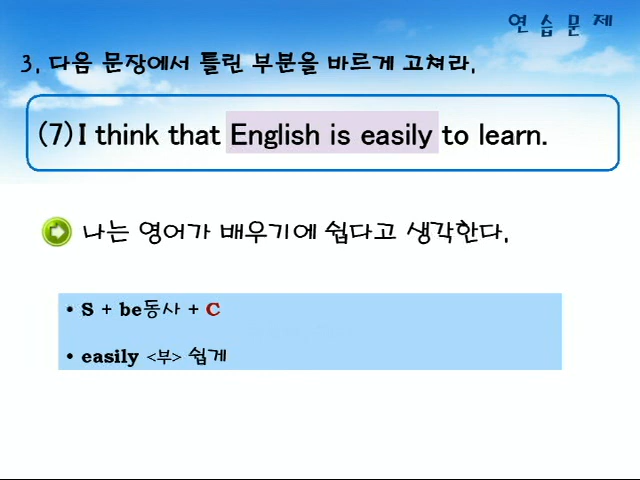 연습문제
3. 다음 문장에서 틀린 부분을 바르게 고쳐라.
(7) I think that English is easily to learn.
나는 영어가 배우기에 쉽다고 생각한다.
• S + be동사 + C
• easily <부> 쉽게